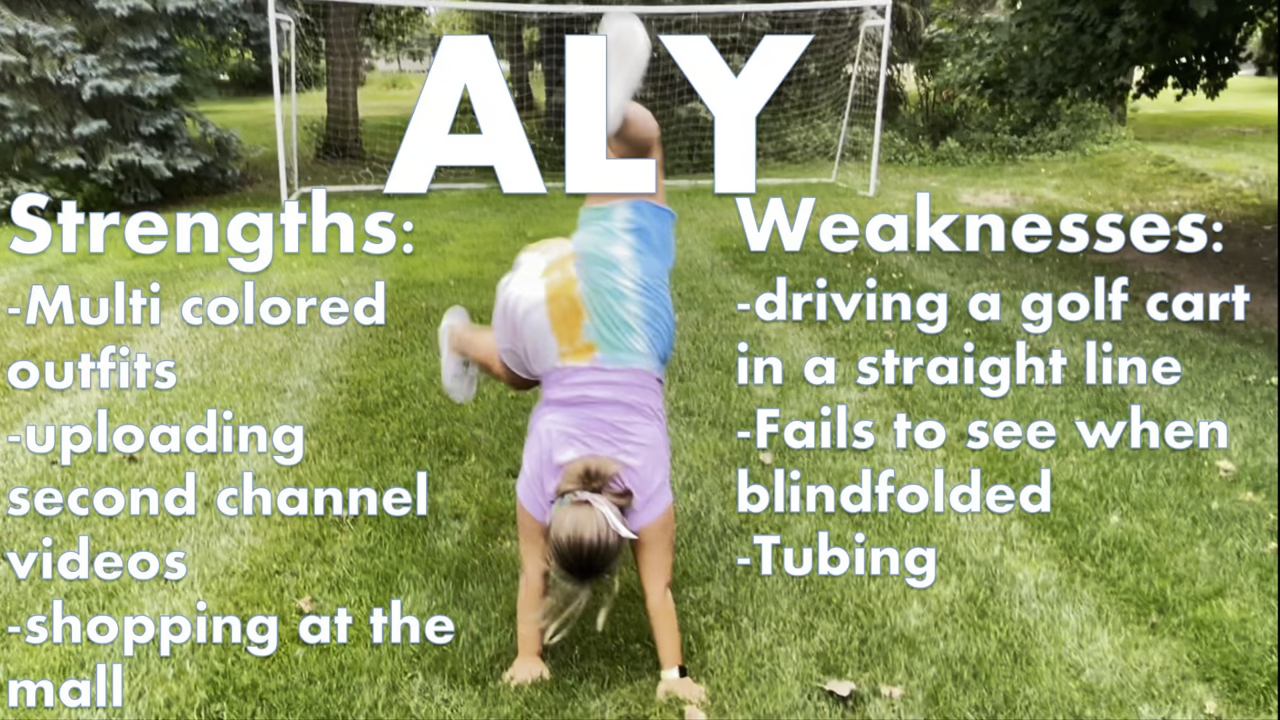 ALY
Strengths:
-Multi colored
outfits
-uploading
second channel
videos
-shopping at the
mall
Weaknesses:
-driving a golf cart
in a straight line
-Fails to see when
blindfolded
-Tubing